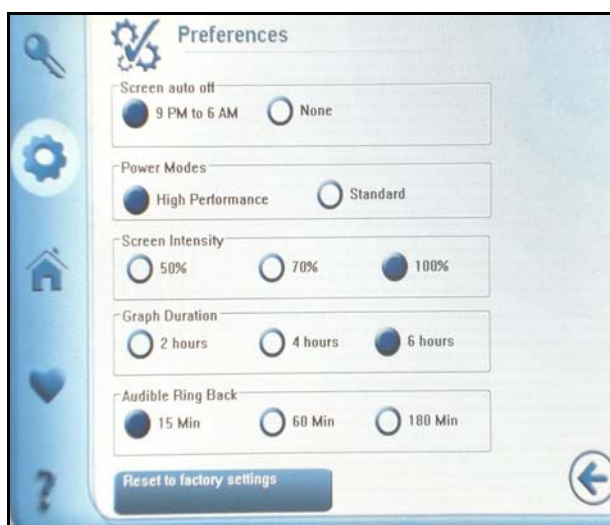 Preferences
Screen auto off
9 PM to 6 AM None
Power Modes
High Performance Standard
Screen Intensity
50% 70% 100%
Graph Duration
2 hours 4 hours 6 hours
Audible Ring Back
15 Min 60 Min 180 Min
Reset to factory settings
?